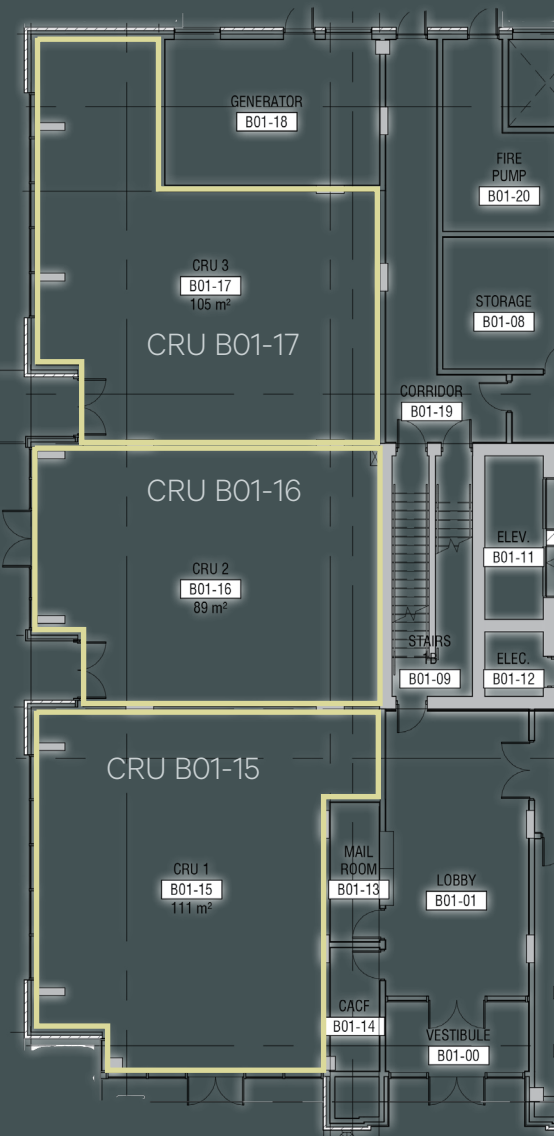 GENERATOR
B01-18
FIRE
PUMP
B01-20
CRU 3
B01-17
105 m²
CRU B01-17
STORAGE
B01-08
CORRIDOR
B01-19
CRU B01-16
CRU 2
B01-16
89 m²
ELEV.
B01-11
STAIRS
1B
B01-09
ELEC.
B01-12
CRU B01-15
CRU 1
B01-15
111 m²
MAIL
ROOM
B01-13
LOBBY
B01-01
CACF
B01-14
VESTIBULE
B01-00